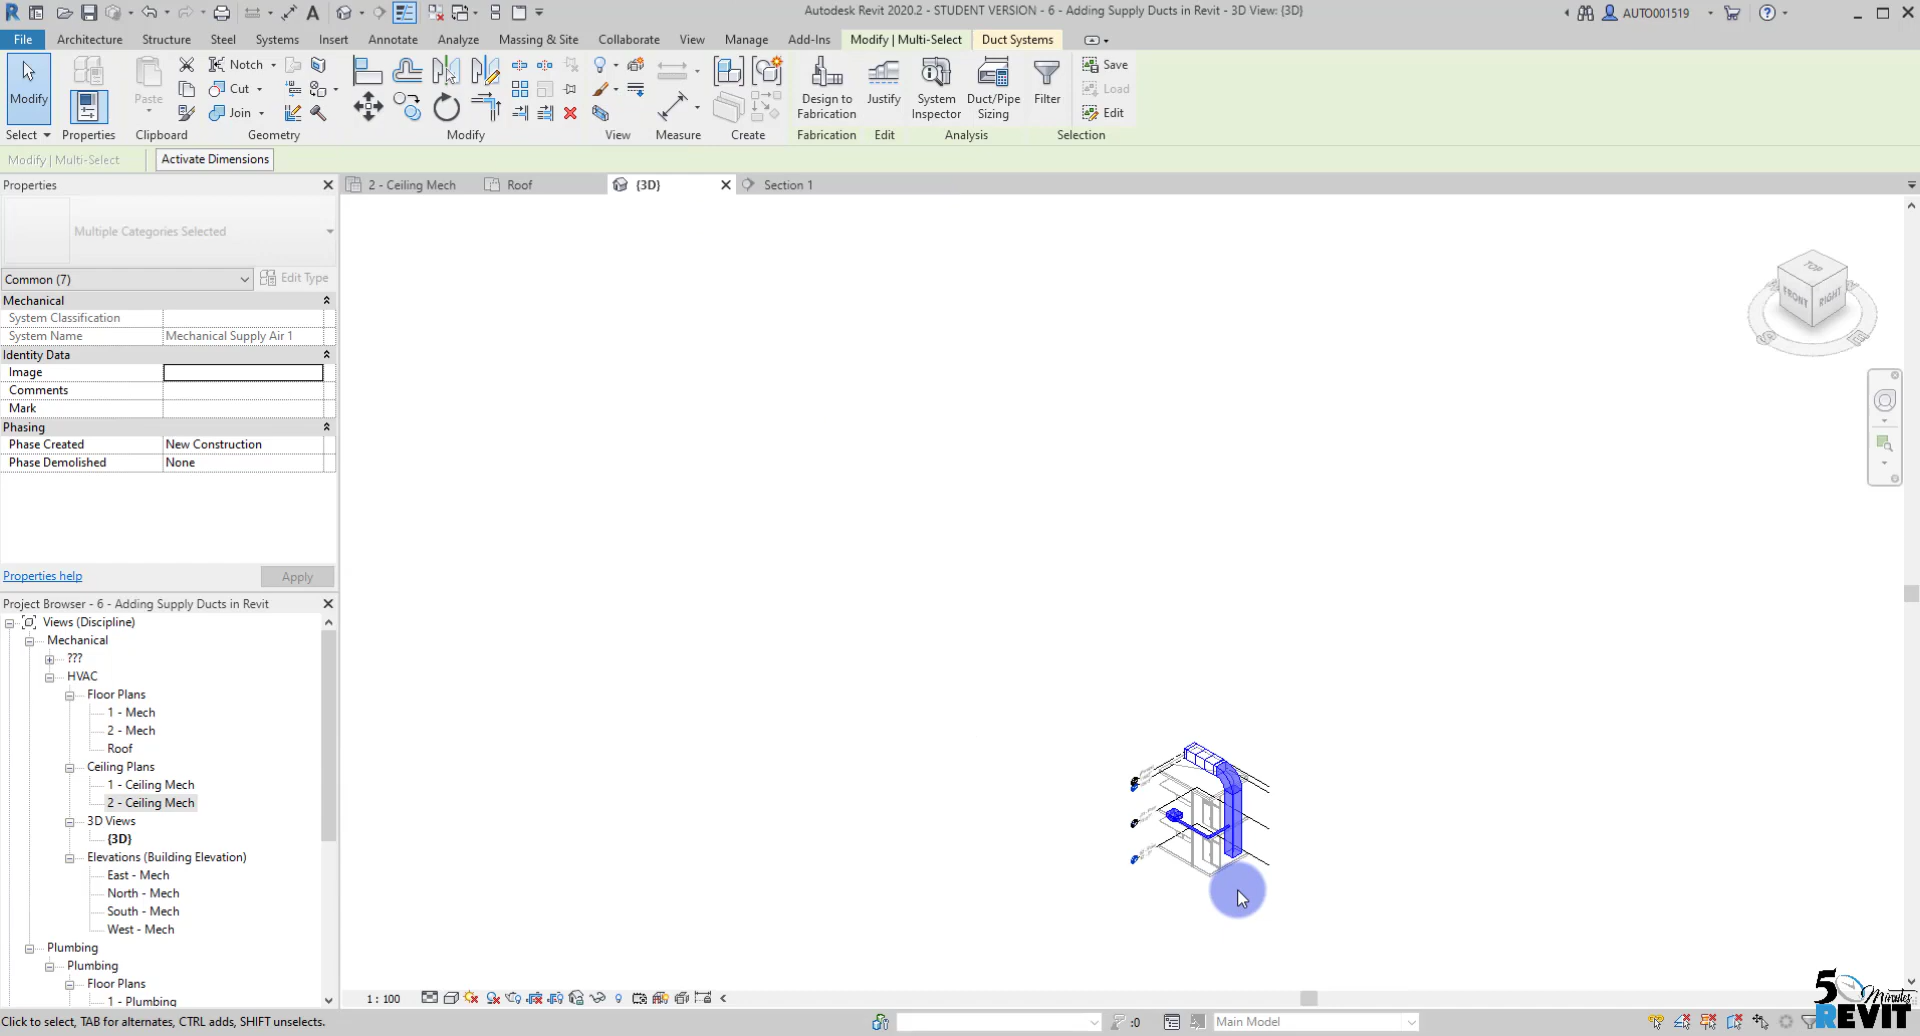 Autodesk Revit 2020.2 - STUDENT VERSION - 6 - Adding Supply Ducts in Revit - 3D View: {3D}
AUTO001519
File Architecture Structure Steel Systems Insert Annotate Analyze Massing & Site Collaborate View Manage Add-Ins Modify | Multi-Select Duct Systems
Notch
Cut
Join
Save
Load
Edit
Modify
Paste
Design to Fabrication
Justify
System Inspector
Duct/Pipe Sizing
Filter
Select Properties Clipboard Geometry Modify View Measure Create Fabrication Edit Analysis Selection
Modify | Multi-Select Activate Dimensions
Properties
2 - Ceiling Mech Roof {3D} Section 1
Multiple Categories Selected
Common (7) Edit Type
Mechanical
System Classification
System Name Mechanical Supply Air 1
Identity Data
Image
Comments
Mark
Phasing
Phase Created New Construction
Phase Demolished None
Properties help Apply
TOP
FRONT RIGHT
Project Browser - 6 - Adding Supply Ducts in Revit
Views (Discipline)
Mechanical
???
HVAC
Floor Plans
1 - Mech
2 - Mech
Roof
Ceiling Plans
1 - Ceiling Mech
2 - Ceiling Mech
3D Views
{3D}
Elevations (Building Elevation)
East - Mech
North - Mech
South - Mech
West - Mech
Plumbing
Plumbing
Floor Plans
1 - Plumbing
1 : 100
Click to select, TAB for alternates, CTRL adds, SHIFT unselects.
:0 Main Model
5 Minutes
REVIT